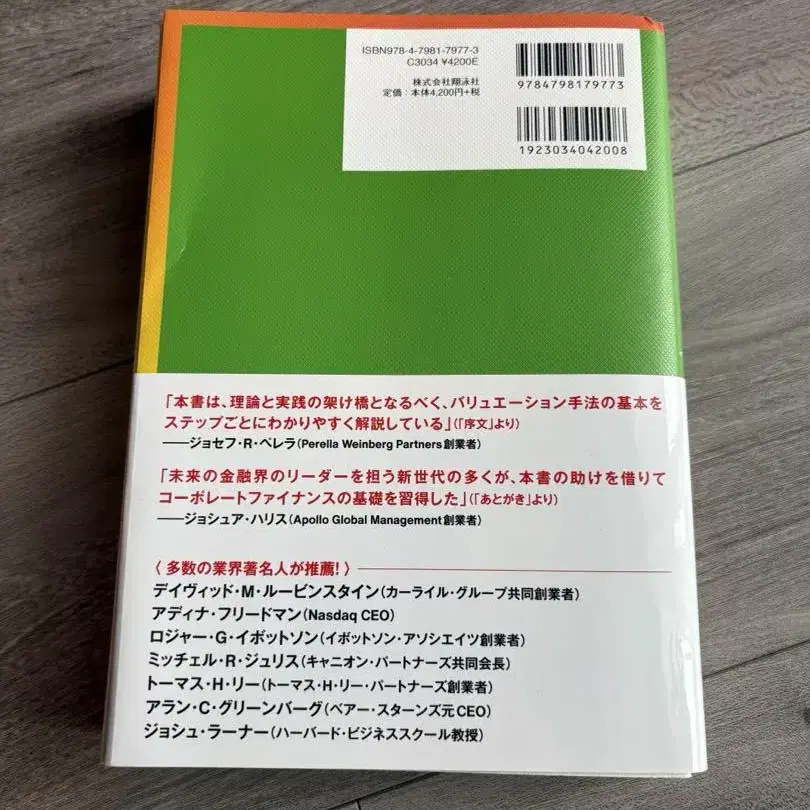 ISBN978-4-7981-7977-3
C3034 ¥4200E
株式会社翔泳社
定価：本体4,200円+税
9784798179773
1923034042008
「本書は、理論と実践の架け橋となるべく、バリュエーション手法の基本を
ステップごとにわかりやすく解説している」(「序文」より)
──ジョセフ・R・ペレラ(Perella Weinberg Partners創業者)
「未来の金融界のリーダーを担う新世代の多くが、本書の助けを借りて
コーポレートファイナンスの基礎を習得した」(「あとがき」より)
──ジョシュア・ハリス(Apollo Global Management創業者)
〈 多数の業界著名人が推薦! 〉
デイヴィッド・M・ルービンスタイン(カーライル・グループ共同創業者)
アディナ・フリードマン(Nasdaq CEO)
ロジャー・G・イボットソン(イボットソン・アソシエイツ創業者)
ミッチェル・R・ジュリス(キャニオン・パートナーズ共同会長)
トーマス・H・リー(トーマス・H・リー・パートナーズ創業者)
アラン・C・グリーンバーグ(ベアー・スターンズ元CEO)
ジョシュ・ラーナー(ハーバード・ビジネススクール教授)